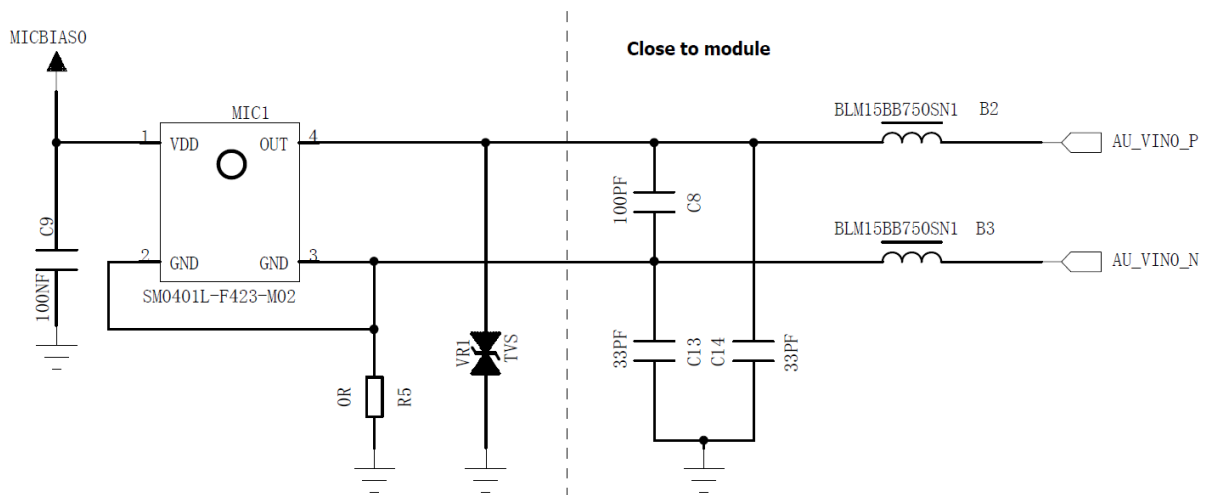 MICBIAS0
Close to module
MIC1
BLM15BB750SN1 B2
1 VDD OUT 4
AU_VIN0_P
C9
100NF
100PF
C8
BLM15BB750SN1 B3
2 GND GND 3
AU_VIN0_N
SM0401L-F423-M02
VR1
TVS
33PF
C13
C14
33PF
0R
R5